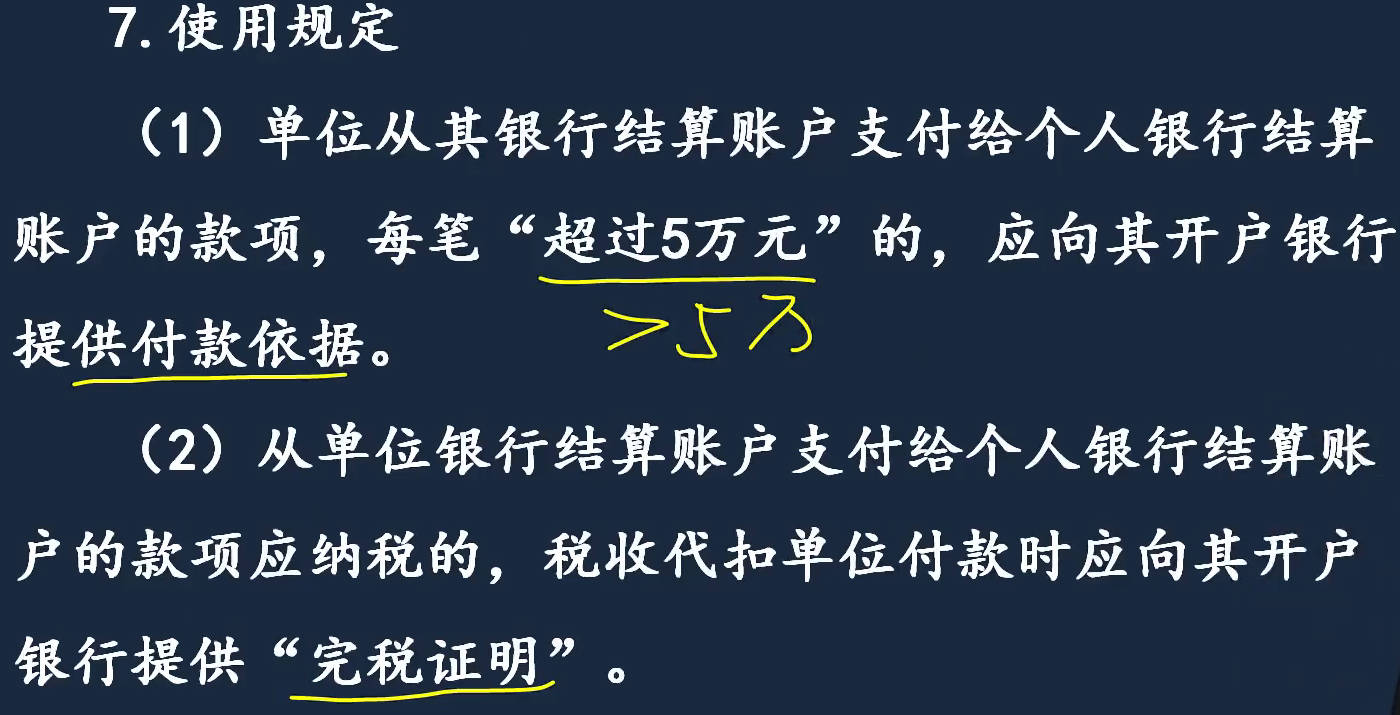 7. 使用规定
（1）单位从其银行结算账户支付给个人银行结算
账户的款项，每笔“超过5万元”的，应向其开户银行
提供付款依据。
>5万
（2）从单位银行结算账户支付给个人银行结算账
户的款项应纳税的，税收代扣单位付款时应向其开户
银行提供“完税证明”。